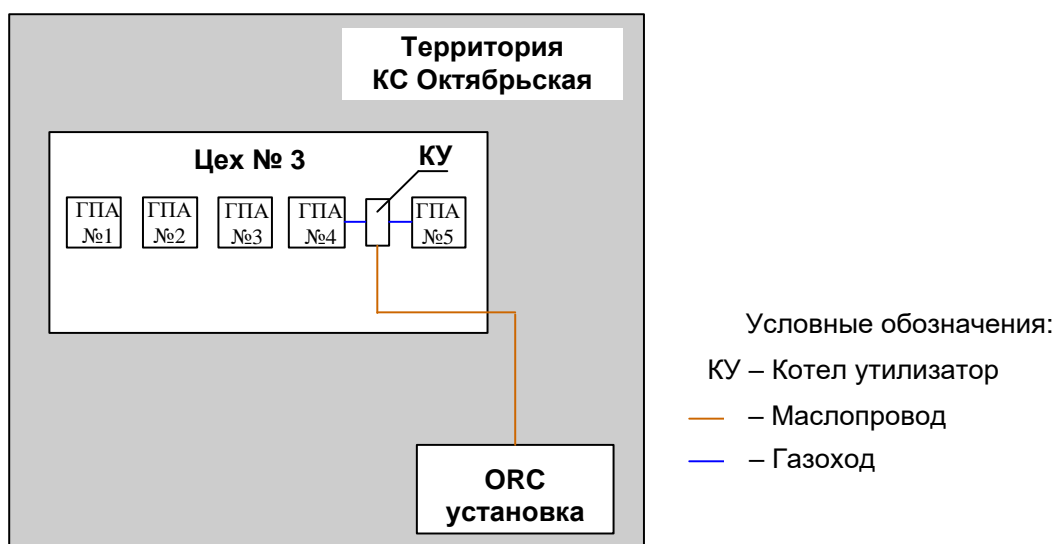 Территория
КС Октябрьская
Цех № 3
КУ
ГПА
№1
ГПА
№2
ГПА
№3
ГПА
№4
ГПА
№5
ORC
установка
Условные обозначения:
КУ – Котел утилизатор
– Маслопровод
– Газоход